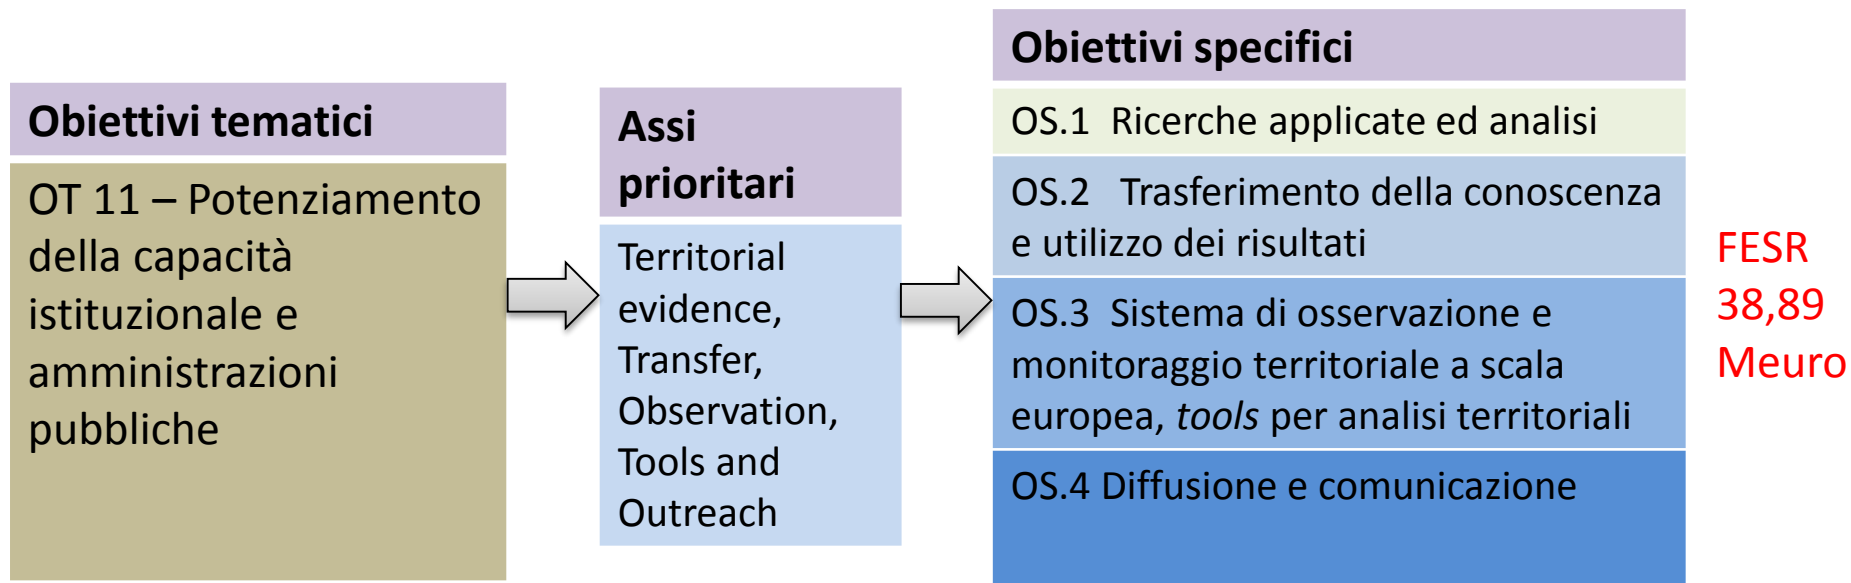 Obiettivi tematici
OT 11 – Potenziamento
della capacità
istituzionale e
amministrazioni
pubbliche
Assi
prioritari
Territorial
evidence,
Transfer,
Observation,
Tools and
Outreach
Obiettivi specifici
OS.1 Ricerche applicate ed analisi
OS.2 Trasferimento della conoscenza
e utilizzo dei risultati
OS.3 Sistema di osservazione e
monitoraggio territoriale a scala
europea, tools per analisi territoriali
OS.4 Diffusione e comunicazione
FESR
38,89
Meuro